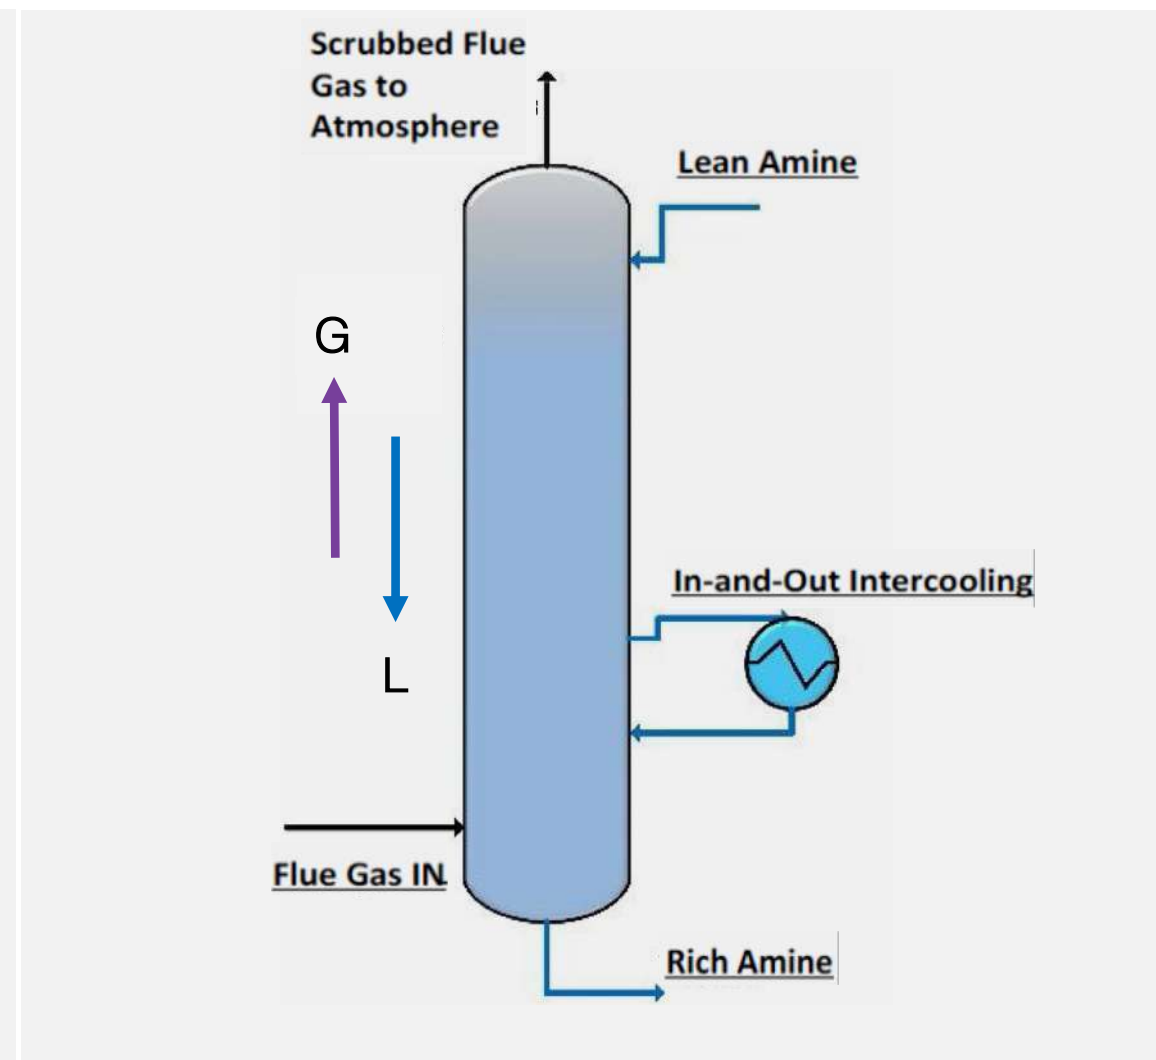 Scrubbed Flue
Gas to
Atmosphere
Lean Amine
G
L
In-and-Out Intercooling
Flue Gas IN
Rich Amine